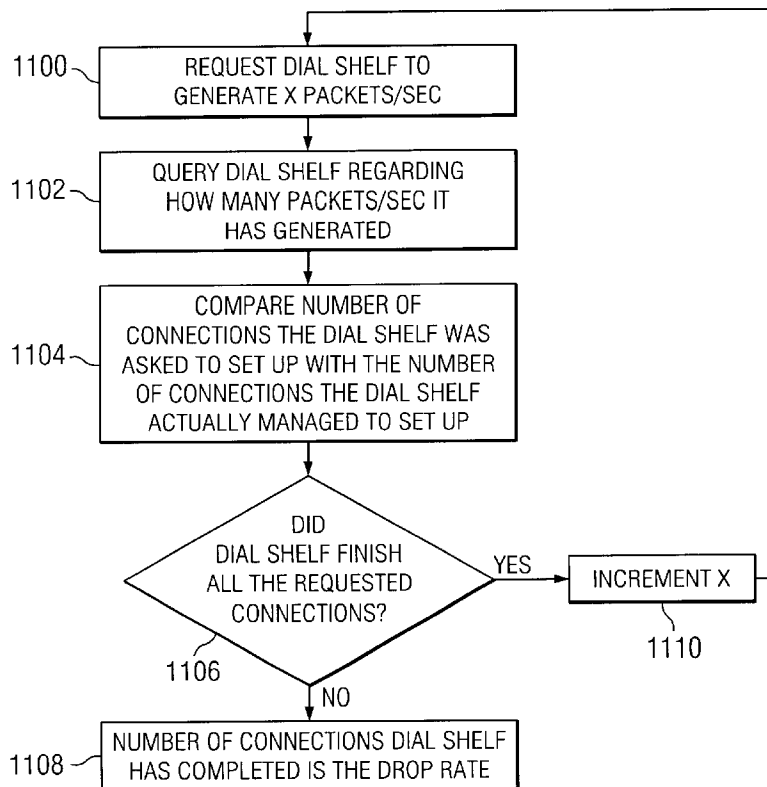 1100
REQUEST DIAL SHELF TO
GENERATE X PACKETS/SEC
1102
QUERY DIAL SHELF REGARDING
HOW MANY PACKETS/SEC IT
HAS GENERATED
1104
COMPARE NUMBER OF
CONNECTIONS THE DIAL SHELF WAS
ASKED TO SET UP WITH THE NUMBER
OF CONNECTIONS THE DIAL SHELF
ACTUALLY MANAGED TO SET UP
DID
DIAL SHELF FINISH
ALL THE REQUESTED
CONNECTIONS?
1106
YES
INCREMENT X
1110
NO
1108
NUMBER OF CONNECTIONS DIAL SHELF
HAS COMPLETED IS THE DROP RATE